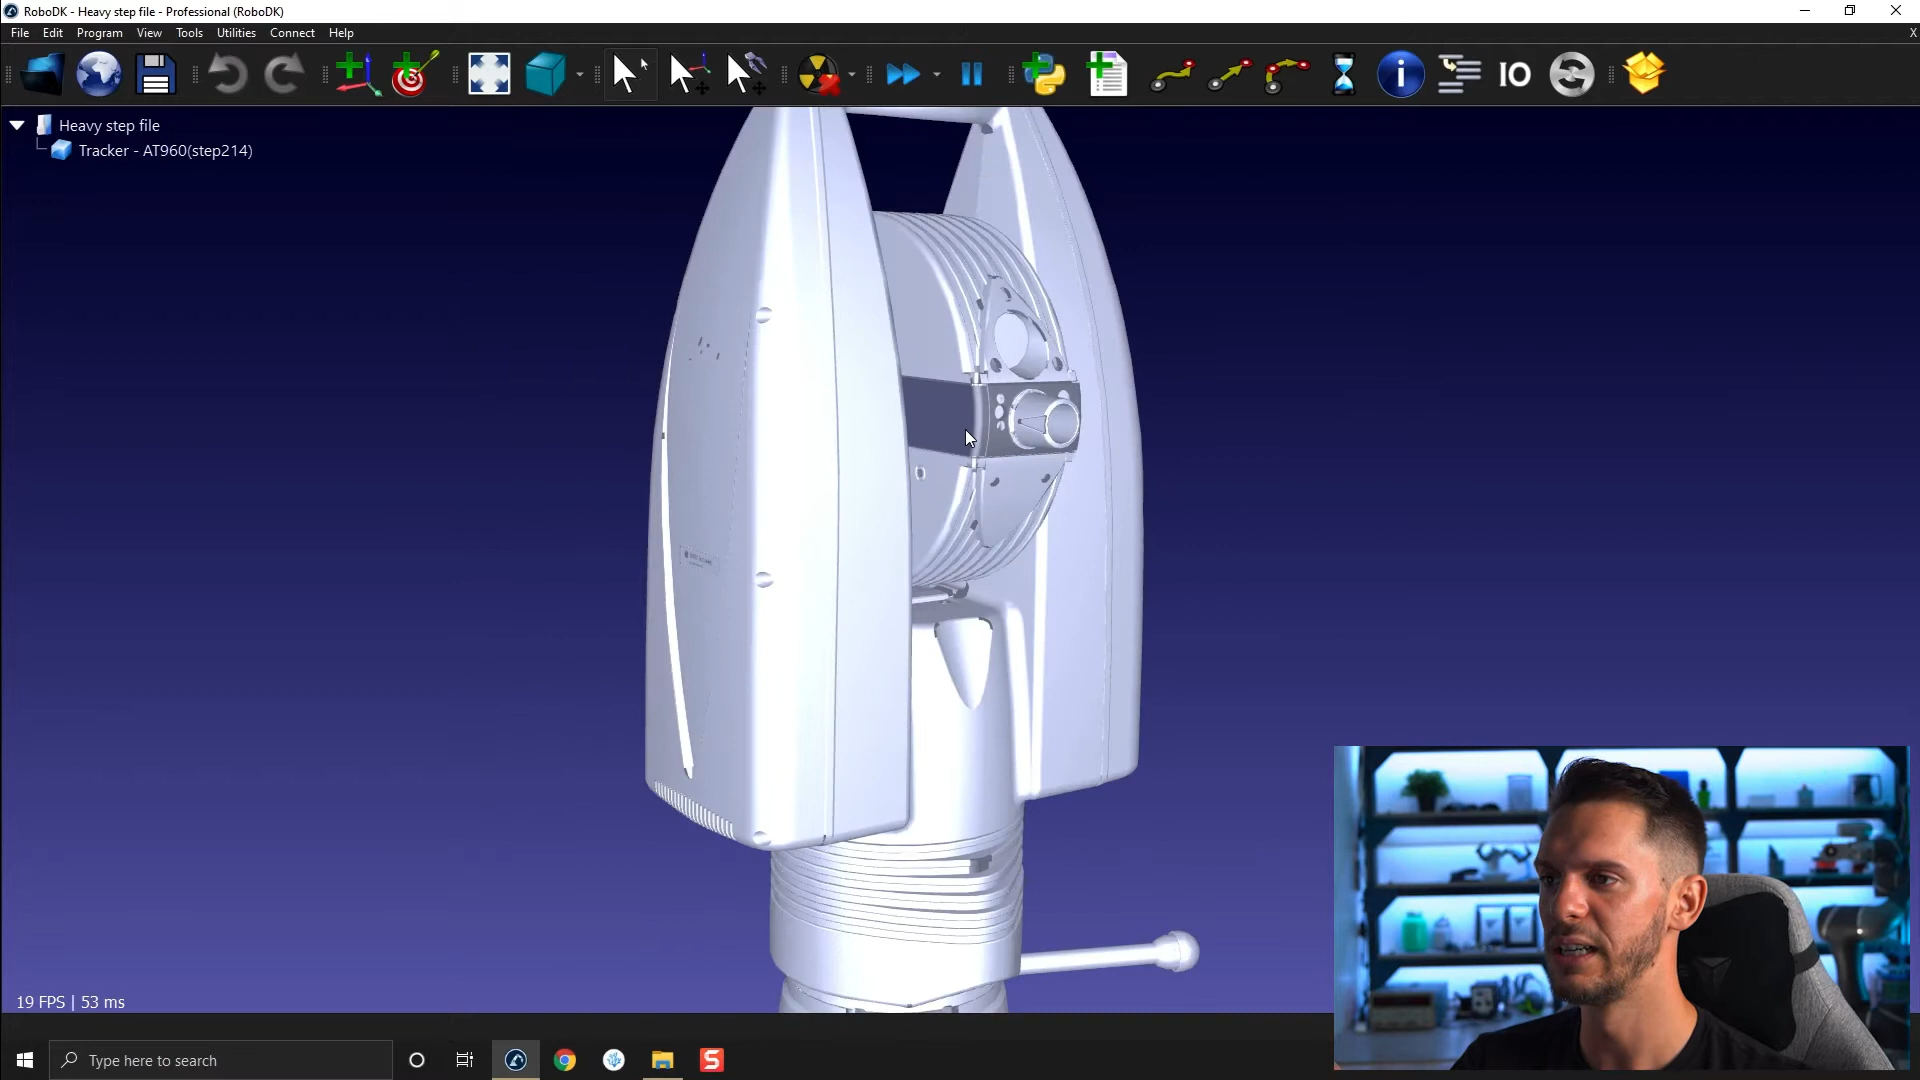 RoboDK - Heavy step file - Professional (RoboDK)
File Edit Program View Tools Utilities Connect Help X
IO
Heavy step file
Tracker - AT960(step214)
19 FPS | 53 ms
Type here to search
S